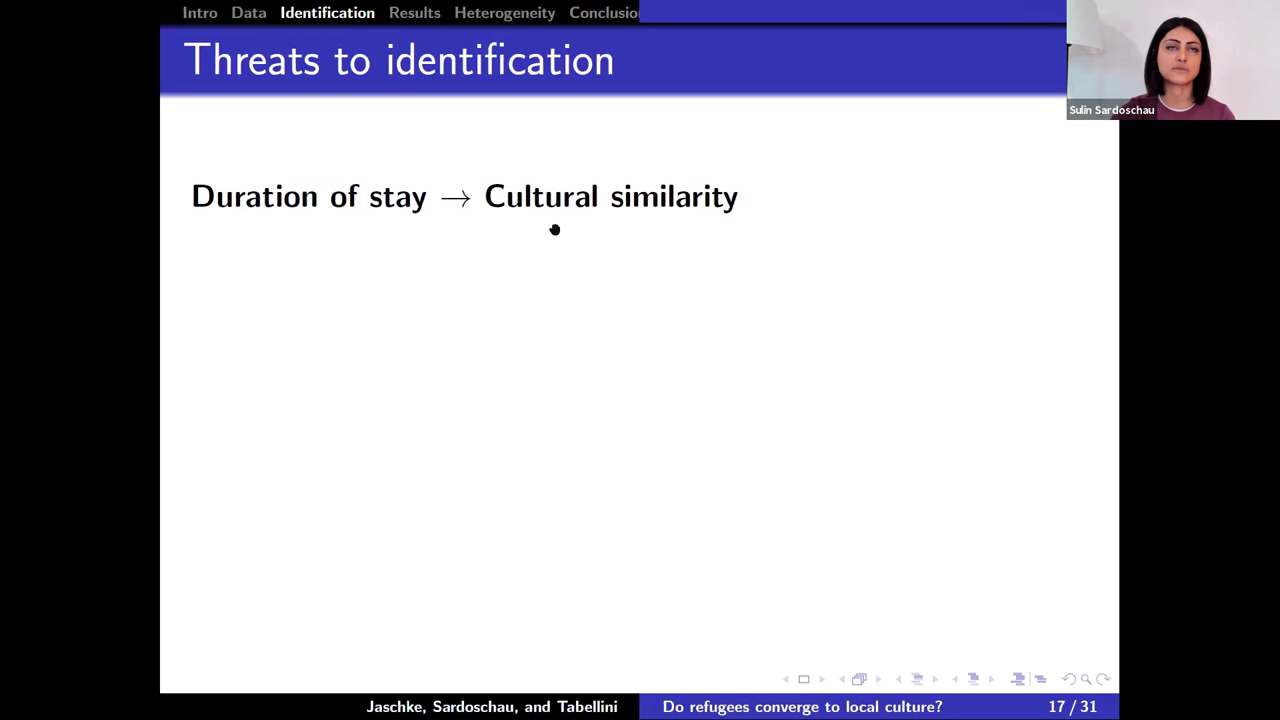 Intro Data Identification Results Heterogeneity Conclusio
Threats to identification
Sulin Sardoschau
Duration of stay → Cultural similarity
Jaschke, Sardoschau, and Tabellini Do refugees converge to local culture? 17 / 31